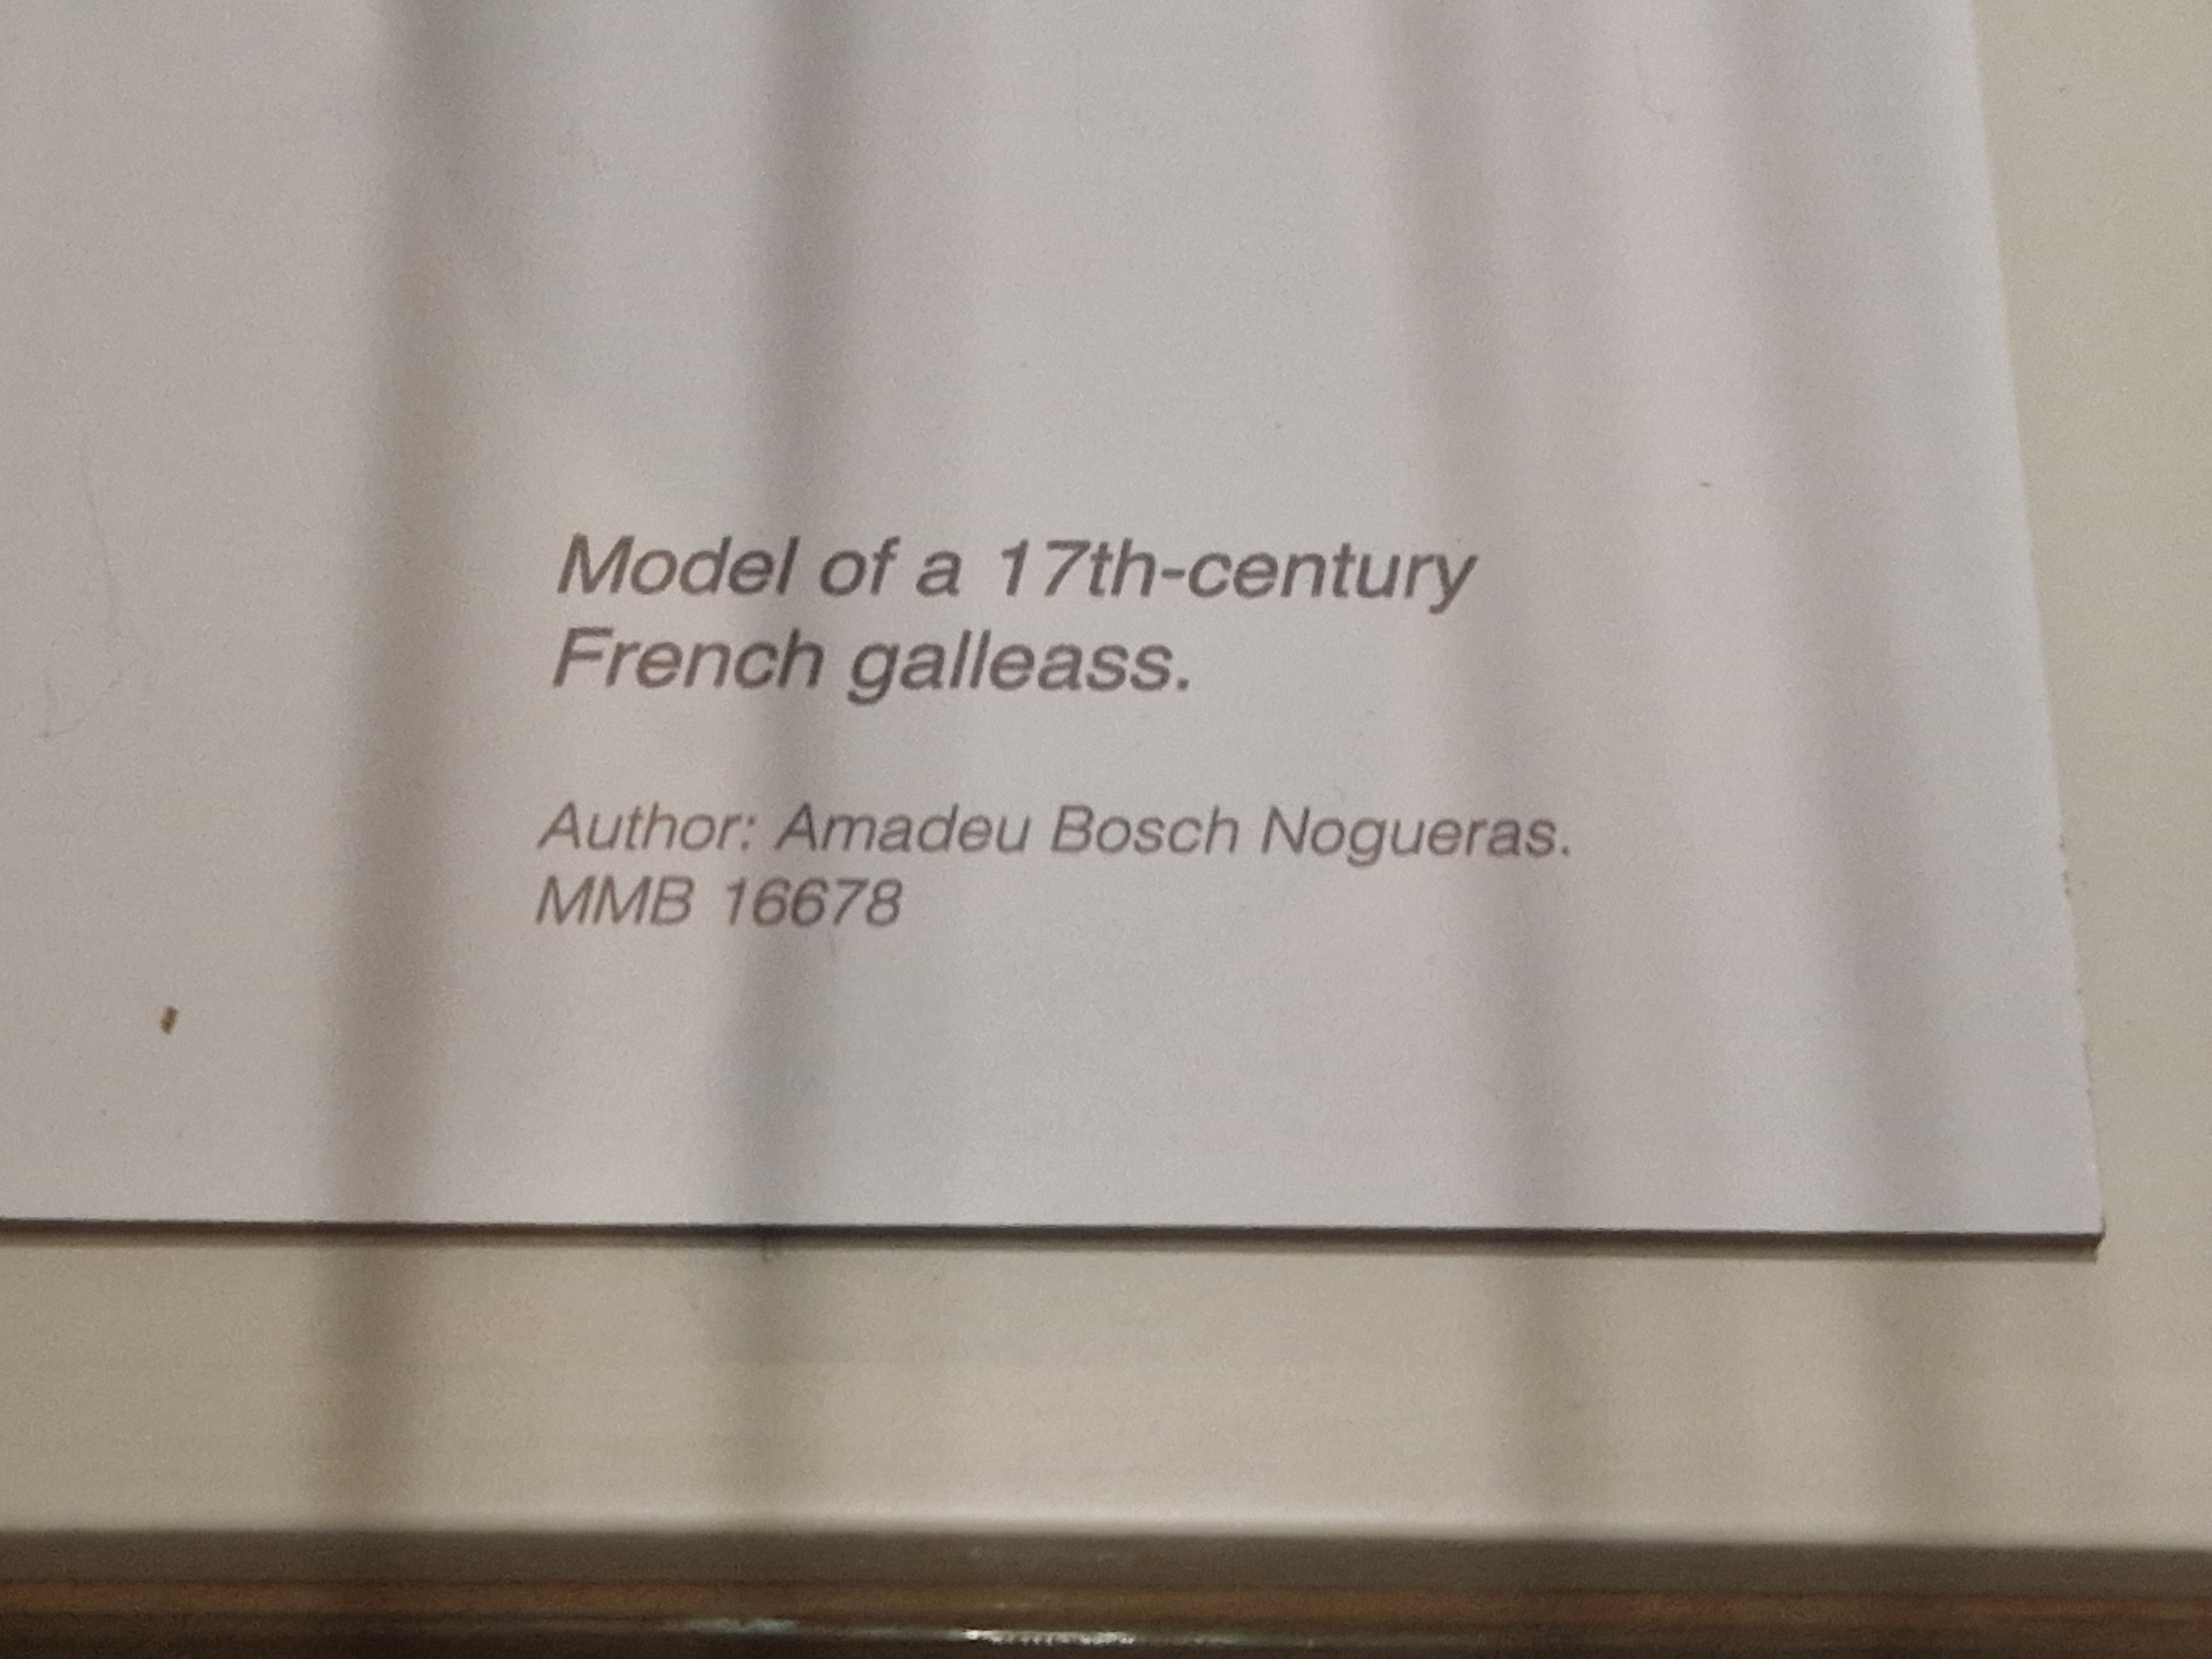 Model of a 17th-century
French galleass.
Author: Amadeu Bosch Nogueras.
MMB 16678